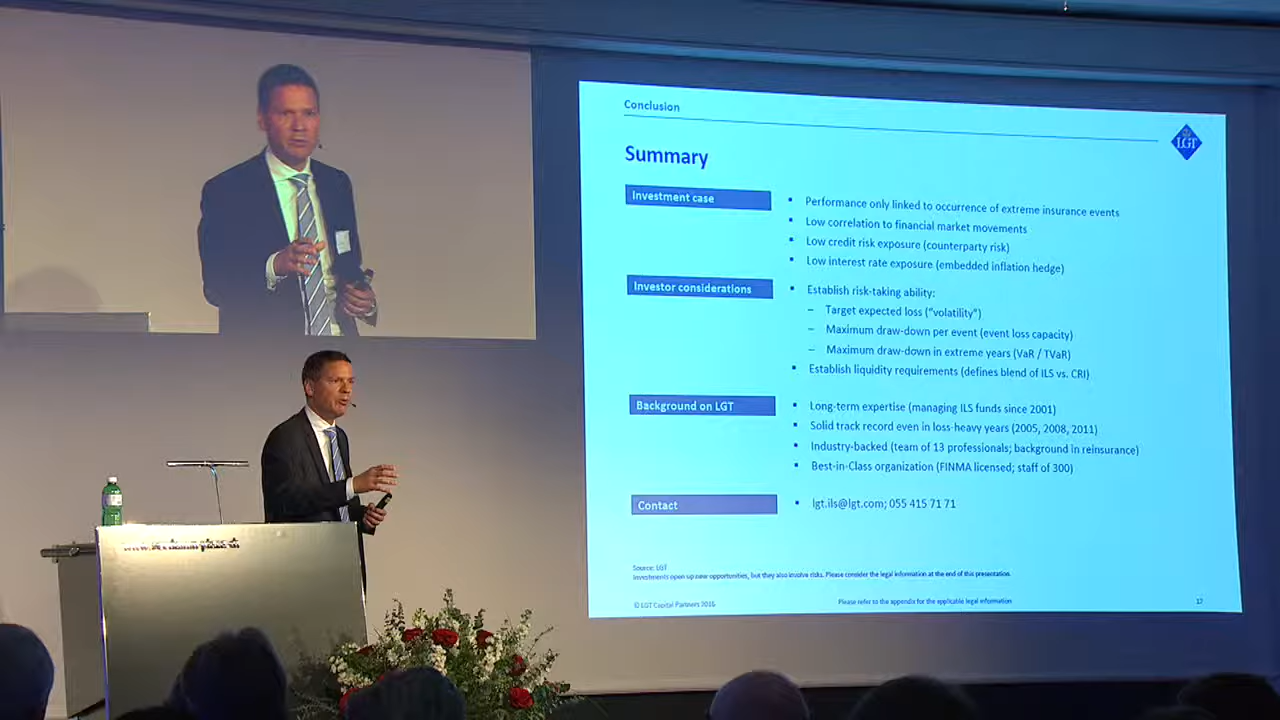 Conclusion
LGT
Summary
Investment case
Performance only linked to occurrence of extreme insurance events
Low correlation to financial market movements
Low credit risk exposure (counterparty risk)
Low interest rate exposure (embedded inflation hedge)
Investor considerations
Establish risk-taking ability:
– Target expected loss ("volatility")
– Maximum draw-down per event (event loss capacity)
– Maximum draw-down in extreme years (VaR / TVaR)
Establish liquidity requirements (defines blend of ILS vs. CRI)
Background on LGT
Long-term expertise (managing ILS funds since 2001)
Solid track record even in loss-heavy years (2005, 2008, 2011)
Industry-backed (team of 13 professionals; background in reinsurance)
Best-in-Class organization (FINMA licensed; staff of 300)
Contact
lgt.ils@lgt.com; 055 415 71 71
Source: LGT
Investments open up new opportunities, but they also involve risks. Please consider the legal information at the end of this presentation.
© LGT Capital Partners
Please refer to the appendix for the applicable legal information
17